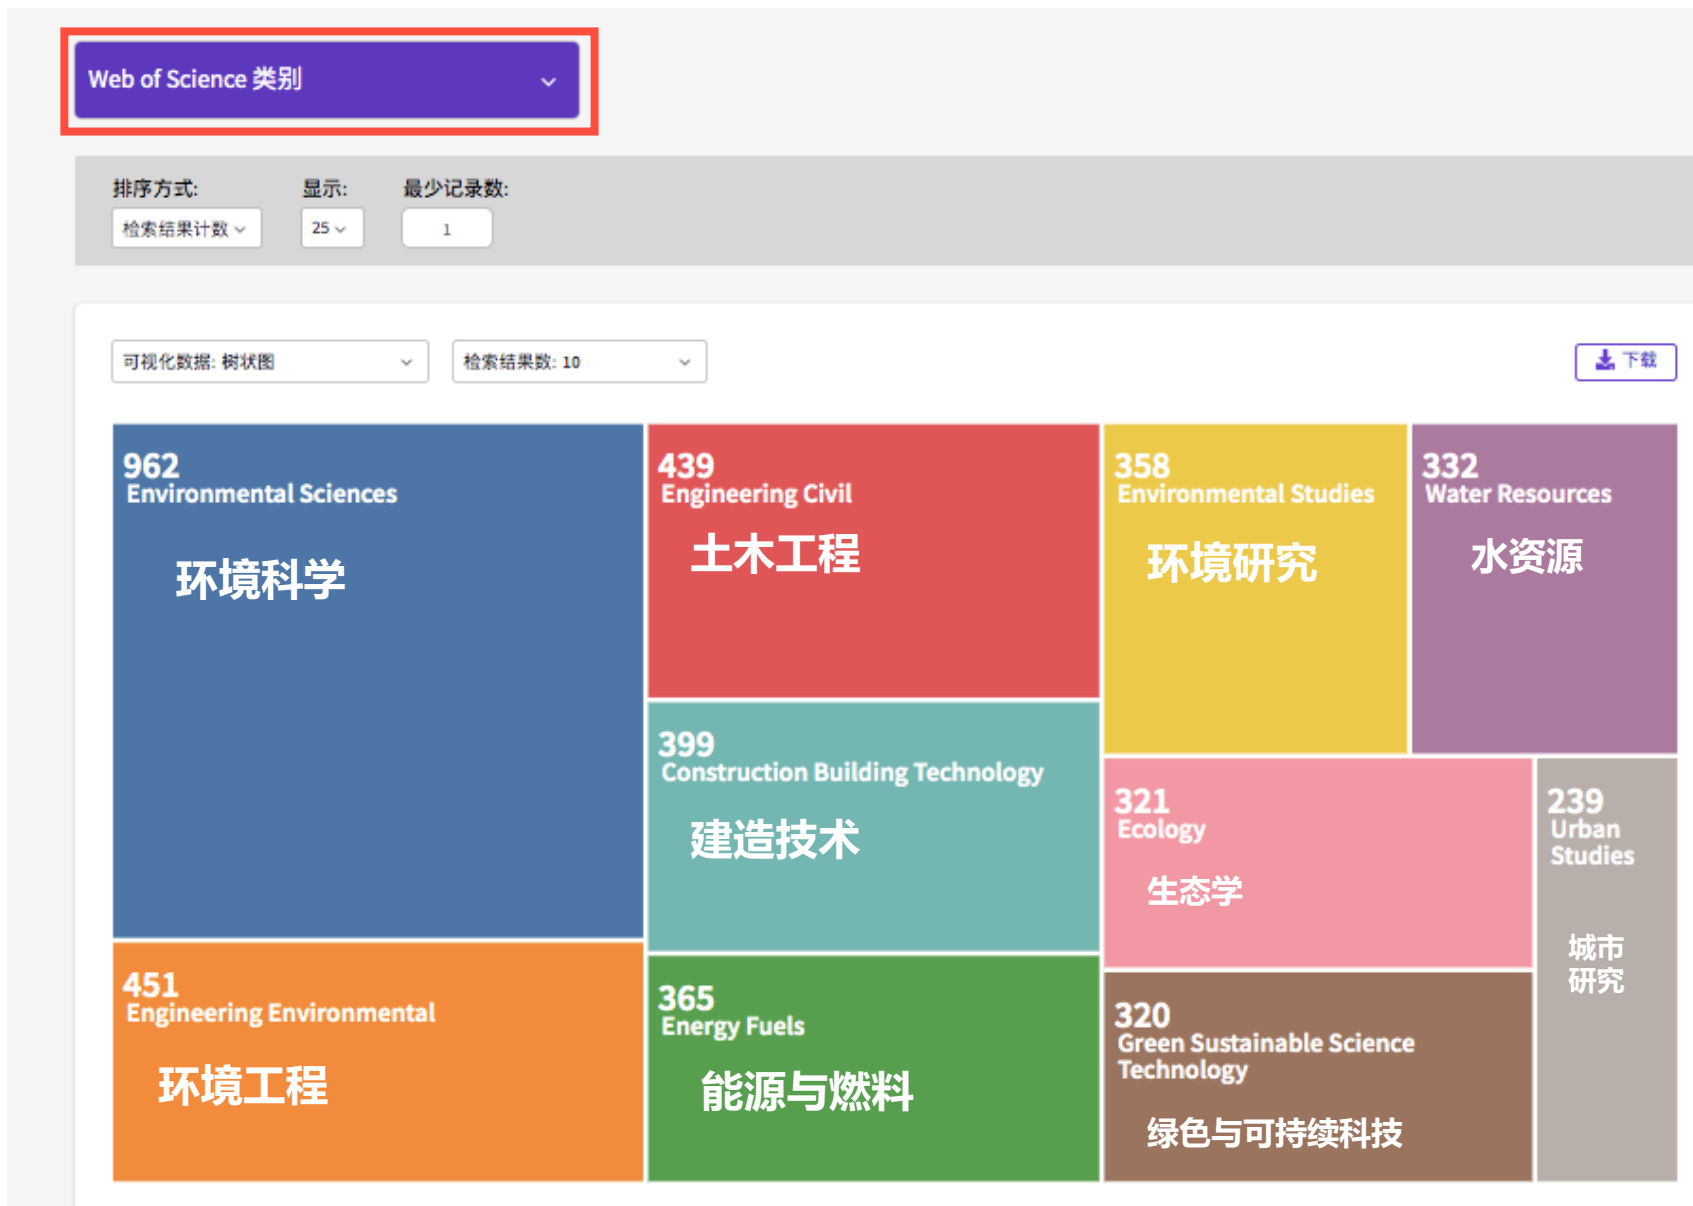 Web of Science 类别
排序方式:
显示:
最少记录数:
检索结果计数
25
1
可视化数据: 树状图
检索结果数: 10
下载
962
Environmental Sciences
环境科学
451
Engineering Environmental
环境工程
439
Engineering Civil
土木工程
399
Construction Building Technology
建造技术
365
Energy Fuels
能源与燃料
358
Environmental Studies
环境研究
332
Water Resources
水资源
321
Ecology
生态学
320
Green Sustainable Science
Technology
绿色与可持续科技
239
Urban
Studies
城市
研究